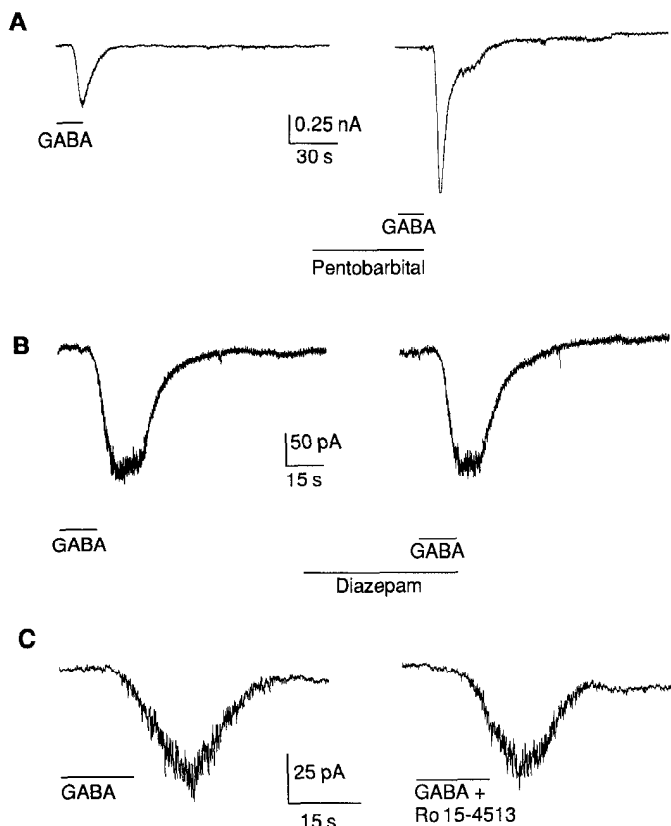 A
GABA
0.25 nA
30 s
GABA
Pentobarbital
B
50 pA
15 s
GABA
GABA
Diazepam
C
25 pA
15 s
GABA
GABA +
Ro 15-4513